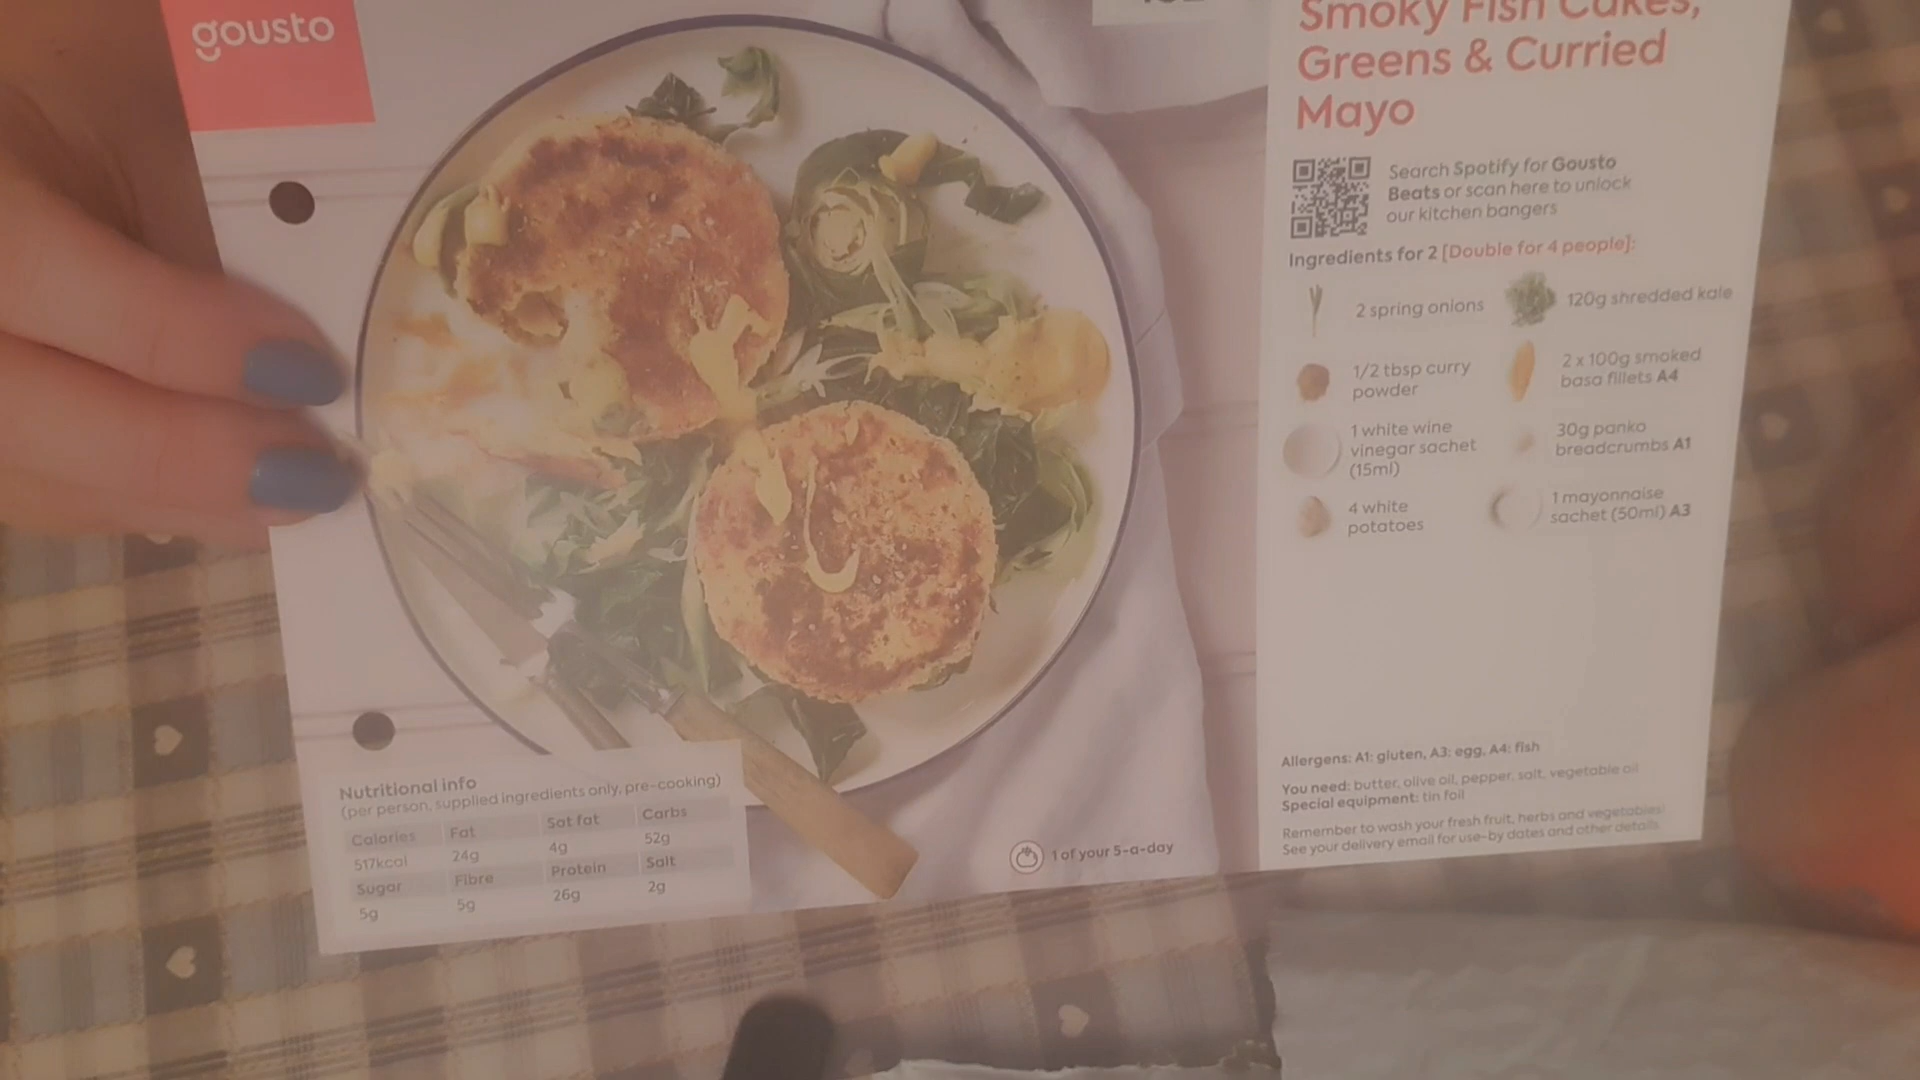 gousto
Smoky Fish Cakes,
Greens & Curried
Mayo
Search Spotify for Gousto
Beats or scan here to unlock
our kitchen bangers
Ingredients for 2 [Double for 4 people]:
2 spring onions
120g shredded kale
1/2 tbsp curry
powder
2 x 100g smoked
basa fillets A4
1 white wine
vinegar sachet
(15ml)
30g panko
breadcrumbs A1
4 white
potatoes
1 mayonnaise
sachet (50ml) A3
Allergens: A1: gluten, A3: egg, A4: fish
You need: butter, olive oil, pepper, salt, vegetable oil
Special equipment: tin foil
Remember to wash your fresh fruit, herbs and vegetables!
See your delivery email for use-by dates and other details
Nutritional info
(per person, supplied ingredients only, pre-cooking)
Calories Fat Sat fat Carbs
517kcal 24g 4g 52g
Sugar Fibre Protein Salt
5g 5g 26g 2g
1 of your 5-a-day